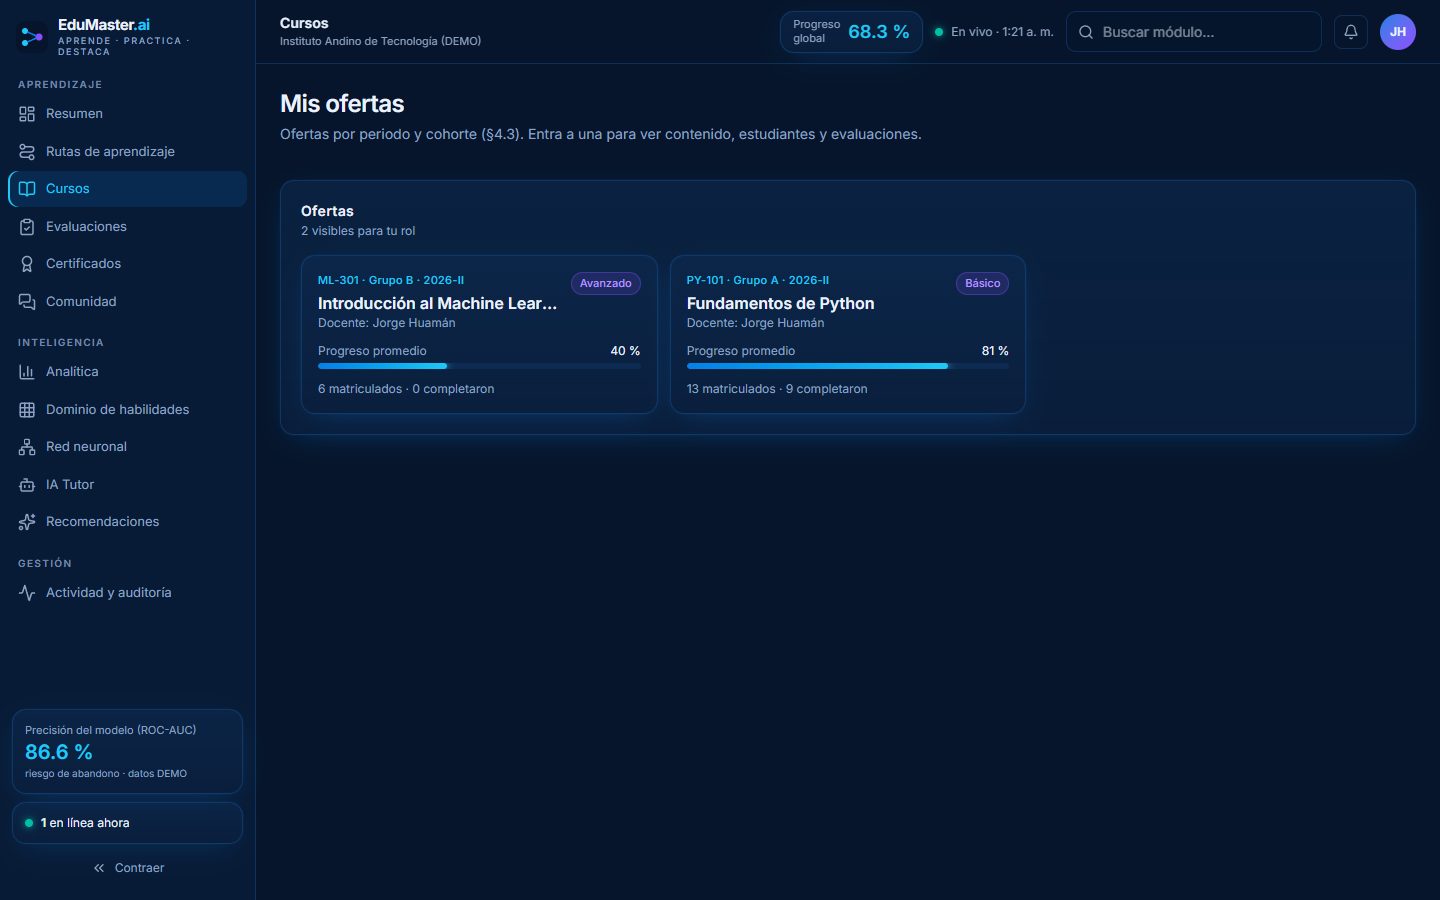 EduMaster.ai
APRENDE · PRACTICA ·
DESTACA
APRENDIZAJE
Resumen
Rutas de aprendizaje
Cursos
Evaluaciones
Certificados
Comunidad
INTELIGENCIA
Analítica
Dominio de habilidades
Red neuronal
IA Tutor
Recomendaciones
GESTIÓN
Actividad y auditoría
Precisión del modelo (ROC-AUC)
86.6 %
riesgo de abandono · datos DEMO
1 en línea ahora
Contraer
Cursos
Instituto Andino de Tecnología (DEMO)
Progreso
global
68.3 %
En vivo · 1:21 a. m.
Buscar módulo...
JH
Mis ofertas
Ofertas por periodo y cohorte (§4.3). Entra a una para ver contenido, estudiantes y evaluaciones.
Ofertas
2 visibles para tu rol
ML-301 · Grupo B · 2026-II
Avanzado
Introducción al Machine Lear...
Docente: Jorge Huamán
Progreso promedio 40 %
6 matriculados · 0 completaron
PY-101 · Grupo A · 2026-II
Básico
Fundamentos de Python
Docente: Jorge Huamán
Progreso promedio 81 %
13 matriculados · 9 completaron